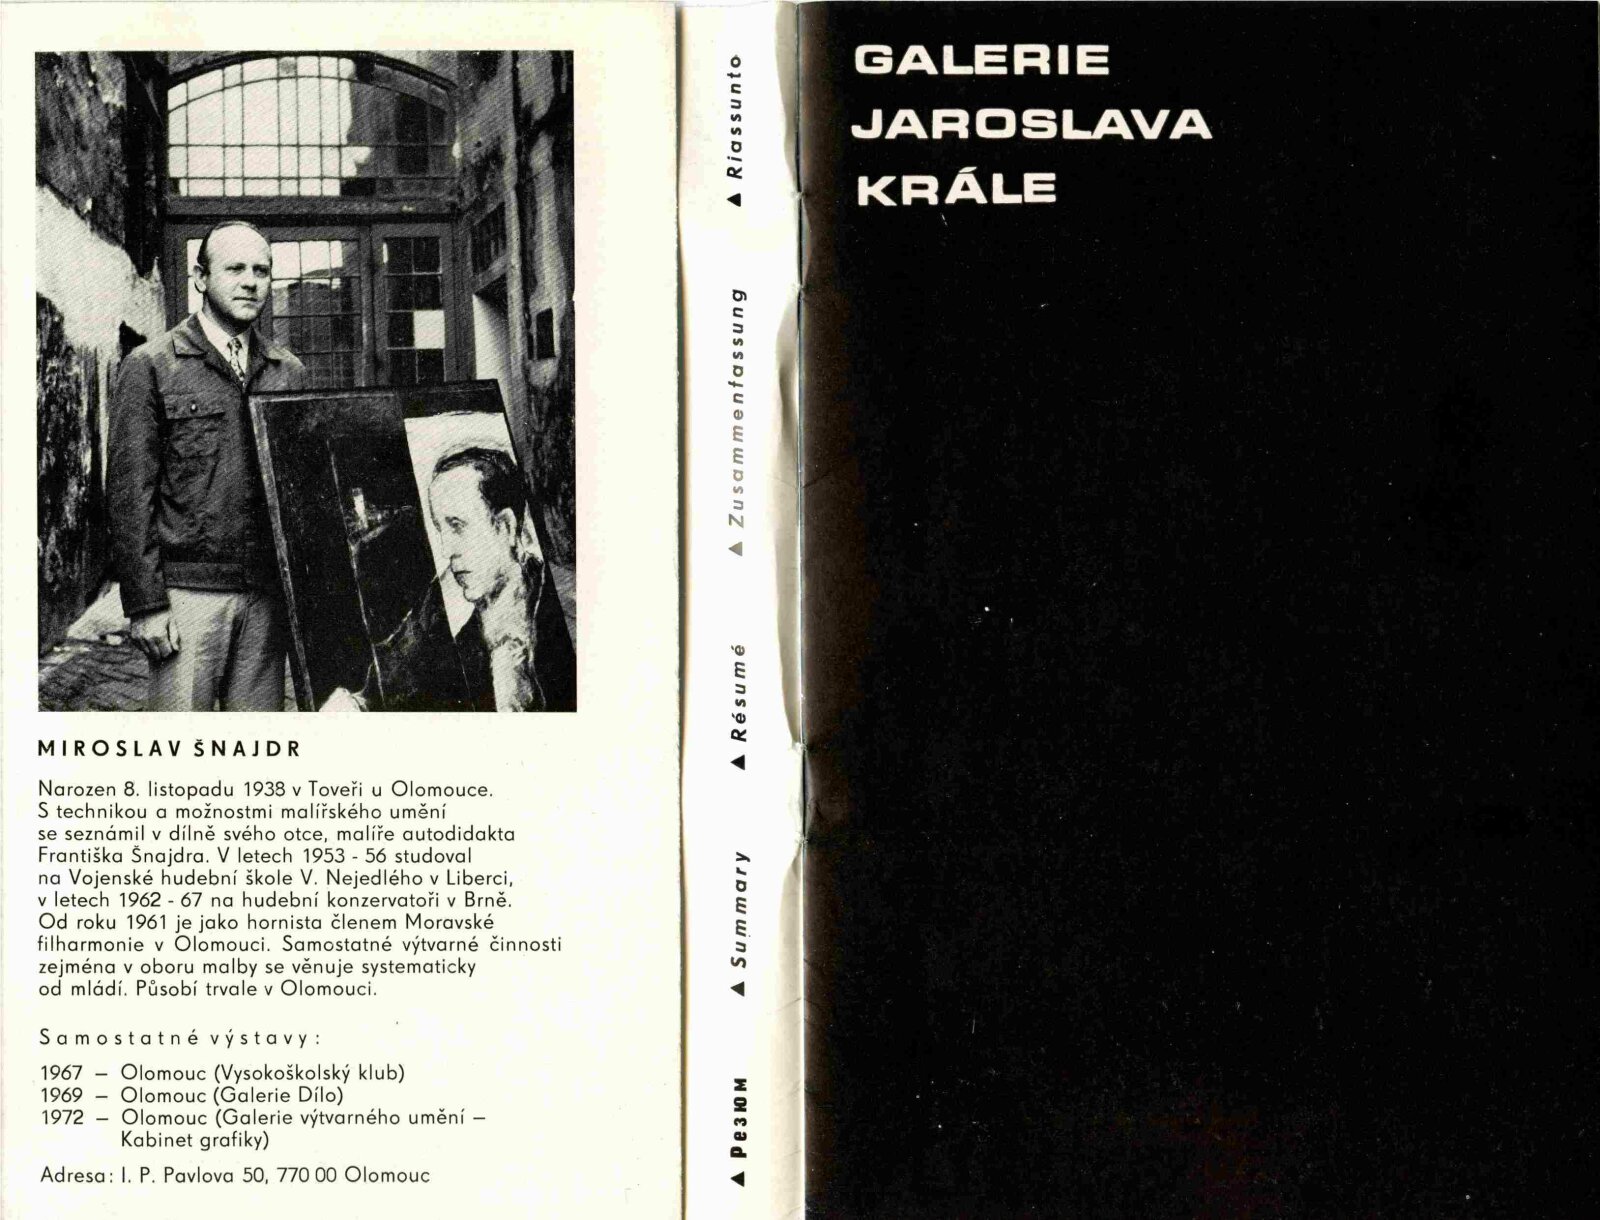 MIROSLAV ŠNAJDR
Narozen 8. listopadu 1938 v Toveři u Olomouce.
S technikou a možnostmi malířského umění
se seznámil v dílně svého otce, malíře autodidakta
Františka Šnajdra. V letech 1953 - 56 studoval
na Vojenské hudební škole V. Nejedlého v Liberci,
v letech 1962 - 67 na hudební konzervatoři v Brně.
Od roku 1961 je jako hornista členem Moravské
filharmonie v Olomouci. Samostatné výtvarné činnosti
zejména v oboru malby se věnuje systematicky
od mládí. Působí trvale v Olomouci.
Samostatné výstavy:
1967 – Olomouc (Vysokoškolský klub)
1969 – Olomouc (Galerie Dílo)
1972 – Olomouc (Galerie výtvarného umění –
Kabinet grafiky)
Adresa: I. P. Pavlova 50, 770 00 Olomouc
▲ Riassunto
▲ Zusammenfassung
▲ Résumé
▲ Summary
▲ Резюм
GALERIE
JAROSLAVA
KRÁLE